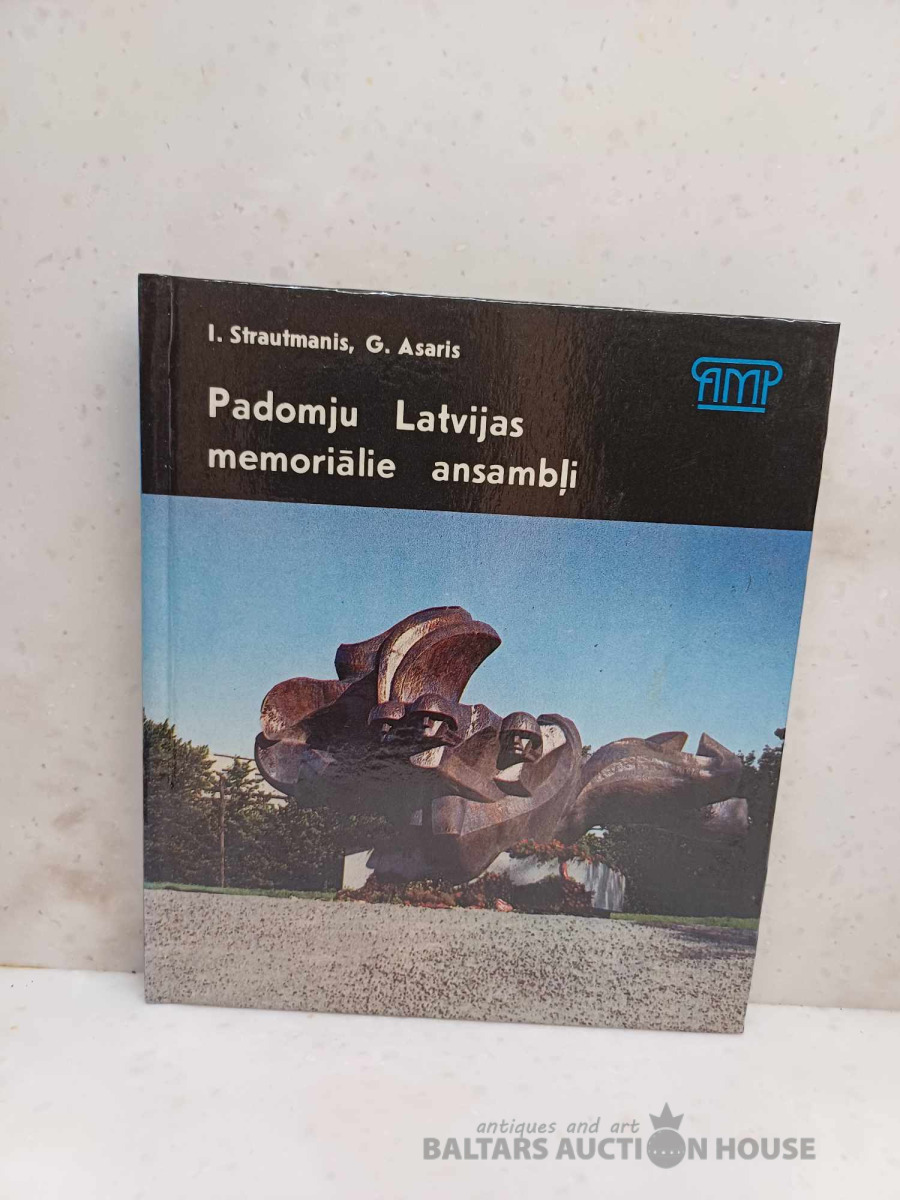 I. Strautmanis, G. Asaris
AMP
Padomju Latvijas
memoriālie ansambļi
antiques and art
BALTARS AUCTION HOUSE